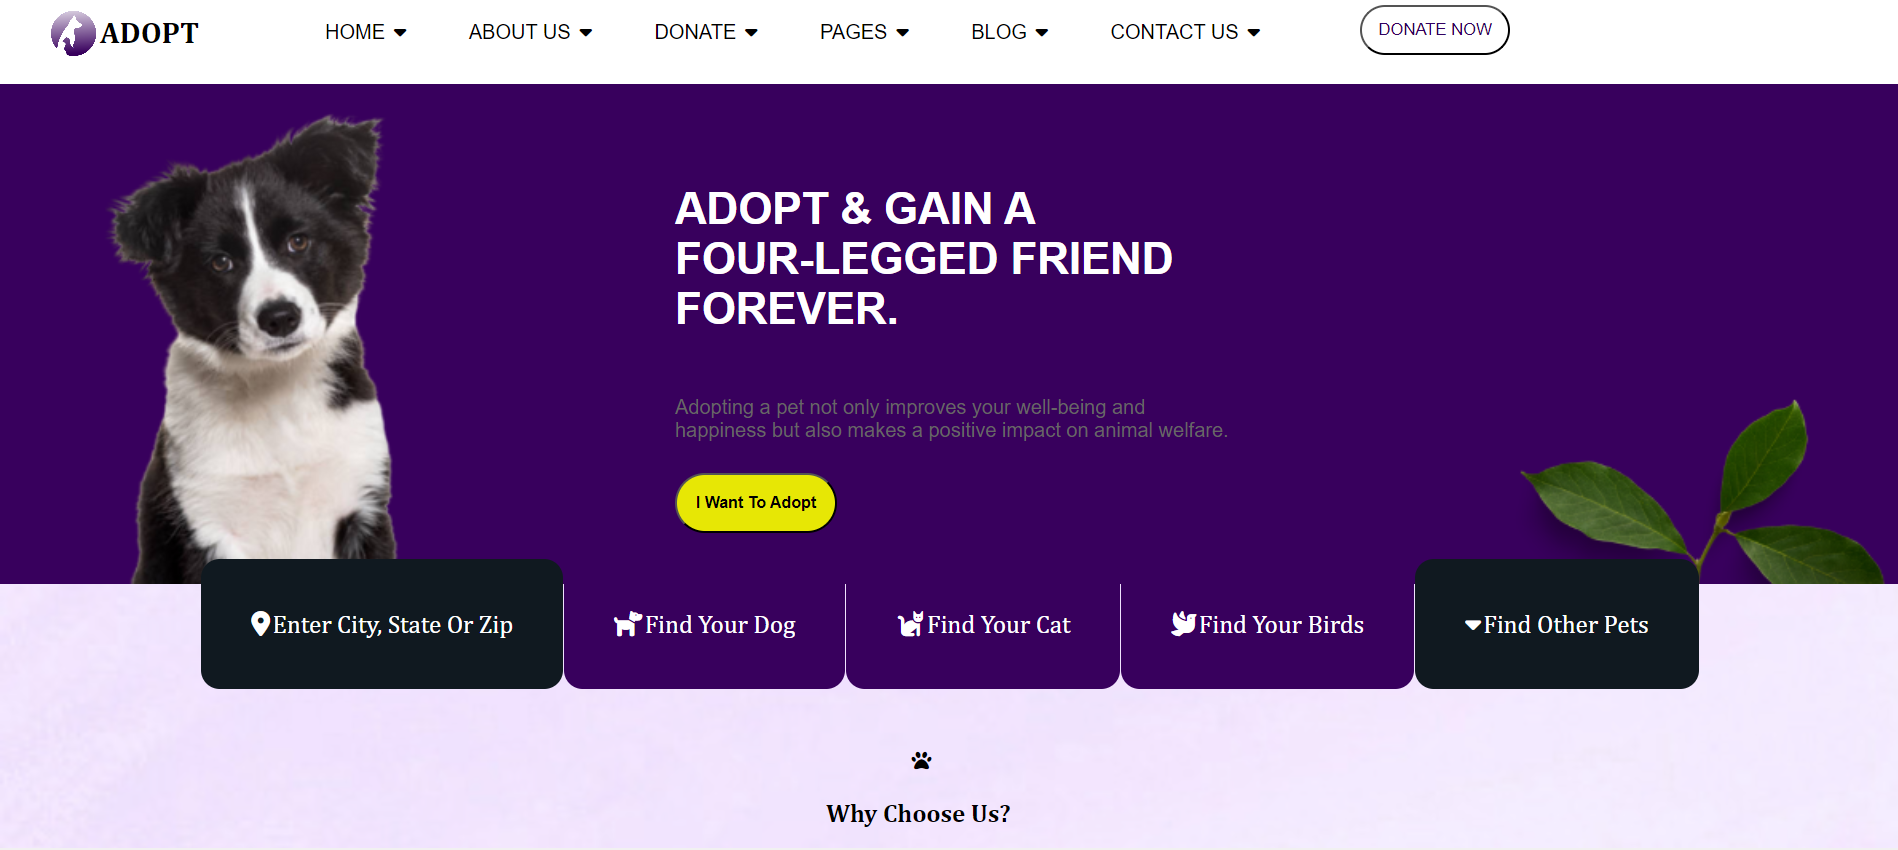 ADOPT
HOME
ABOUT US
DONATE
PAGES
BLOG
CONTACT US
DONATE NOW
ADOPT & GAIN A
FOUR-LEGGED FRIEND
FOREVER.
Adopting a pet not only improves your well-being and
happiness but also makes a positive impact on animal welfare.
I Want To Adopt
Enter City, State Or Zip
Find Your Dog
Find Your Cat
Find Your Birds
Find Other Pets
Why Choose Us?